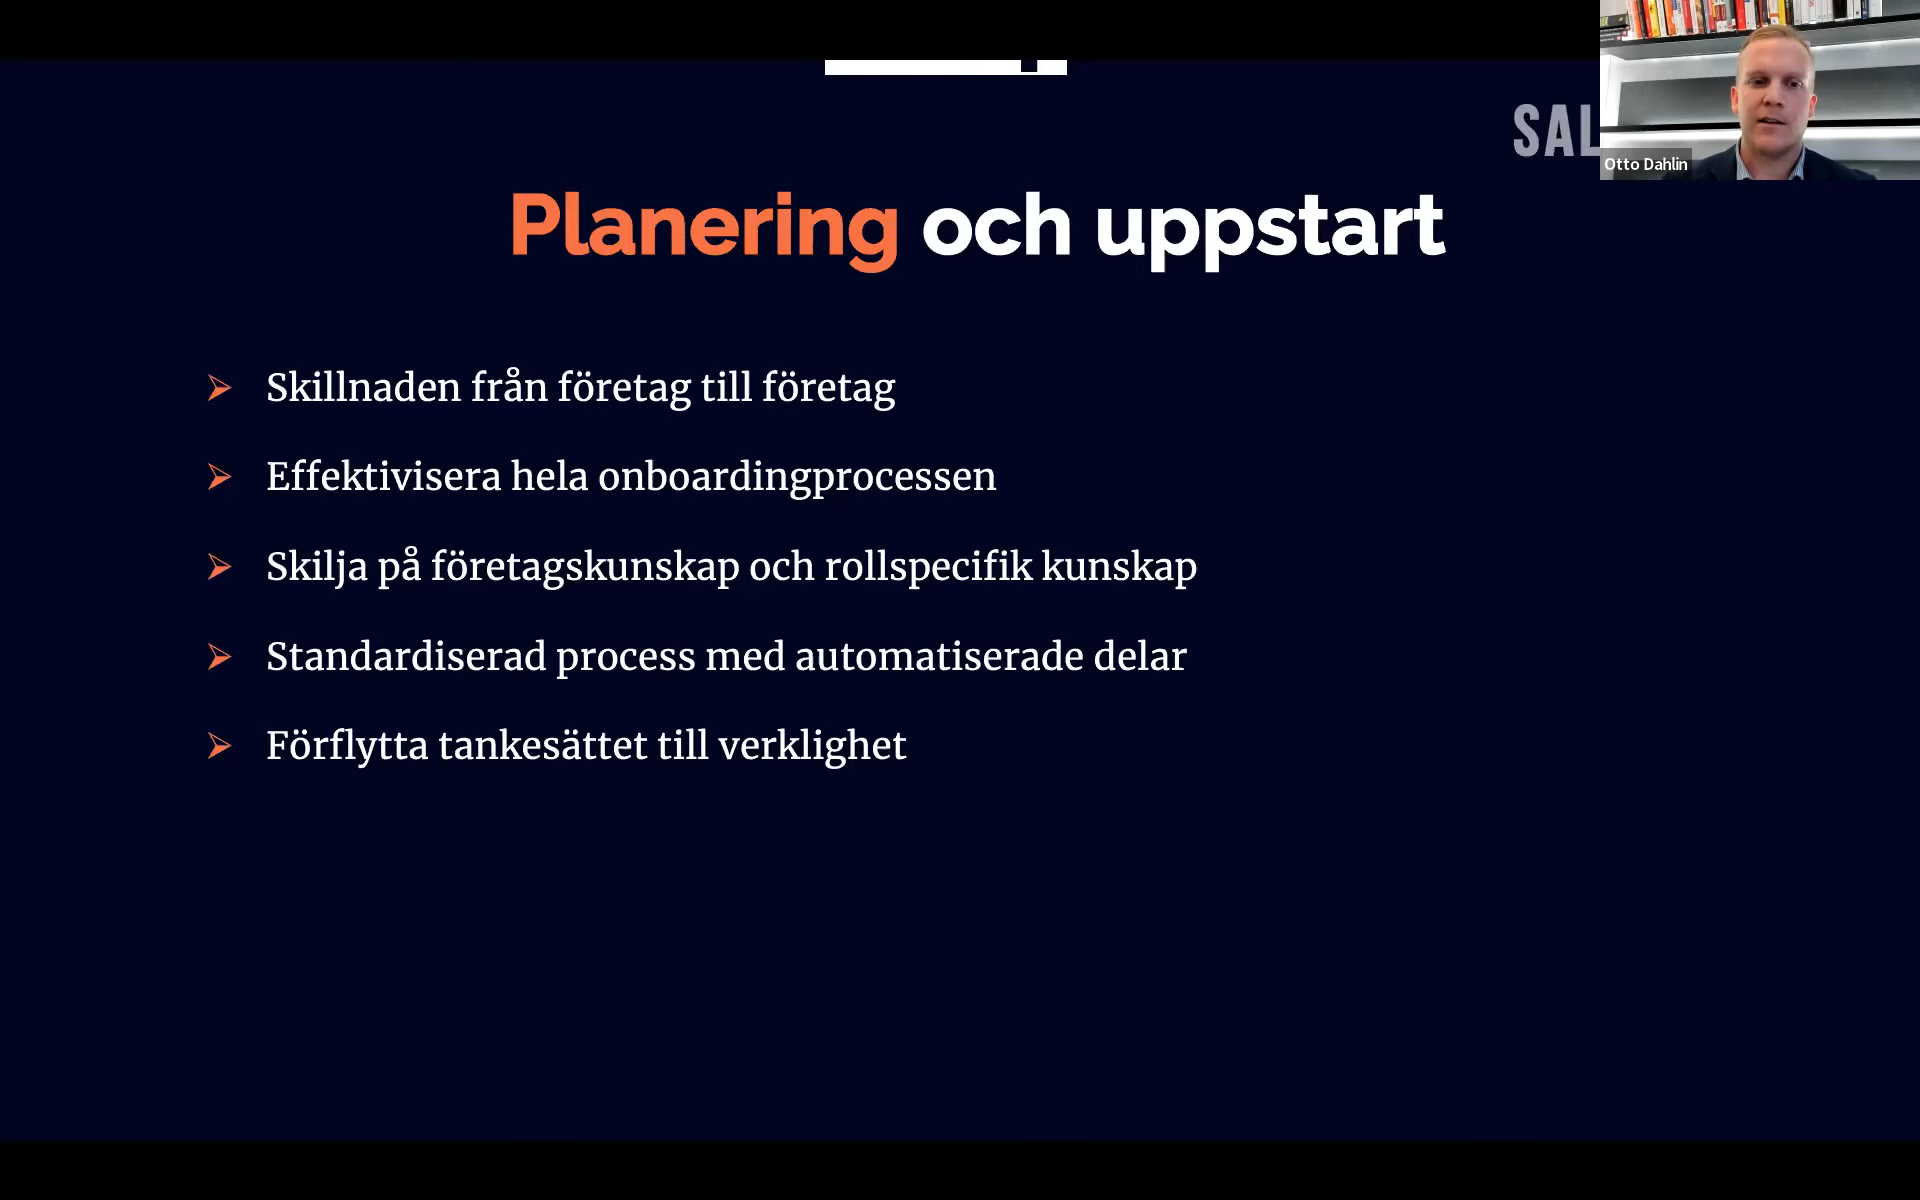 SAL
Otto Dahlin
Planering och uppstart
Skillnaden från företag till företag
Effektivisera hela onboardingprocessen
Skilja på företagskunskap och rollspecifik kunskap
Standardiserad process med automatiserade delar
Förflytta tankesättet till verklighet